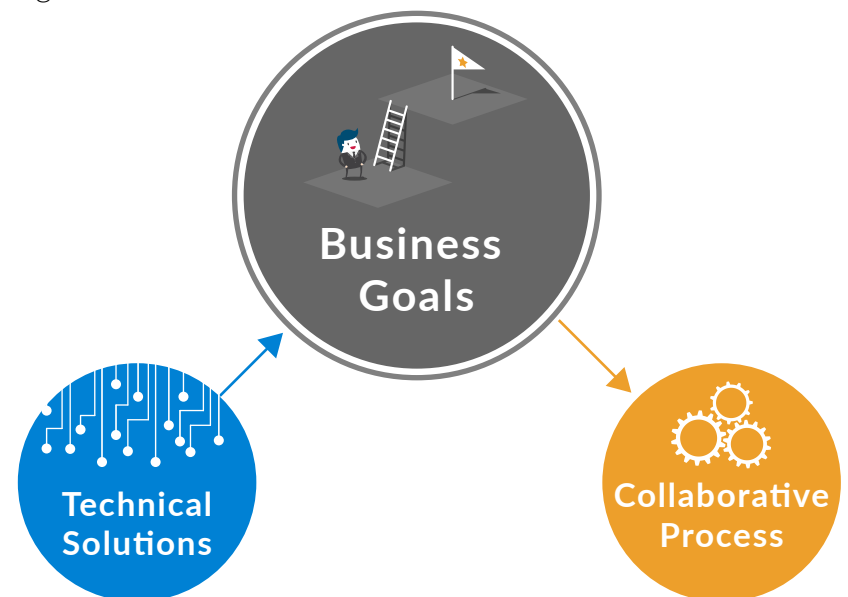 Business
Goals
Technical
Solutions
Collaborative
Process